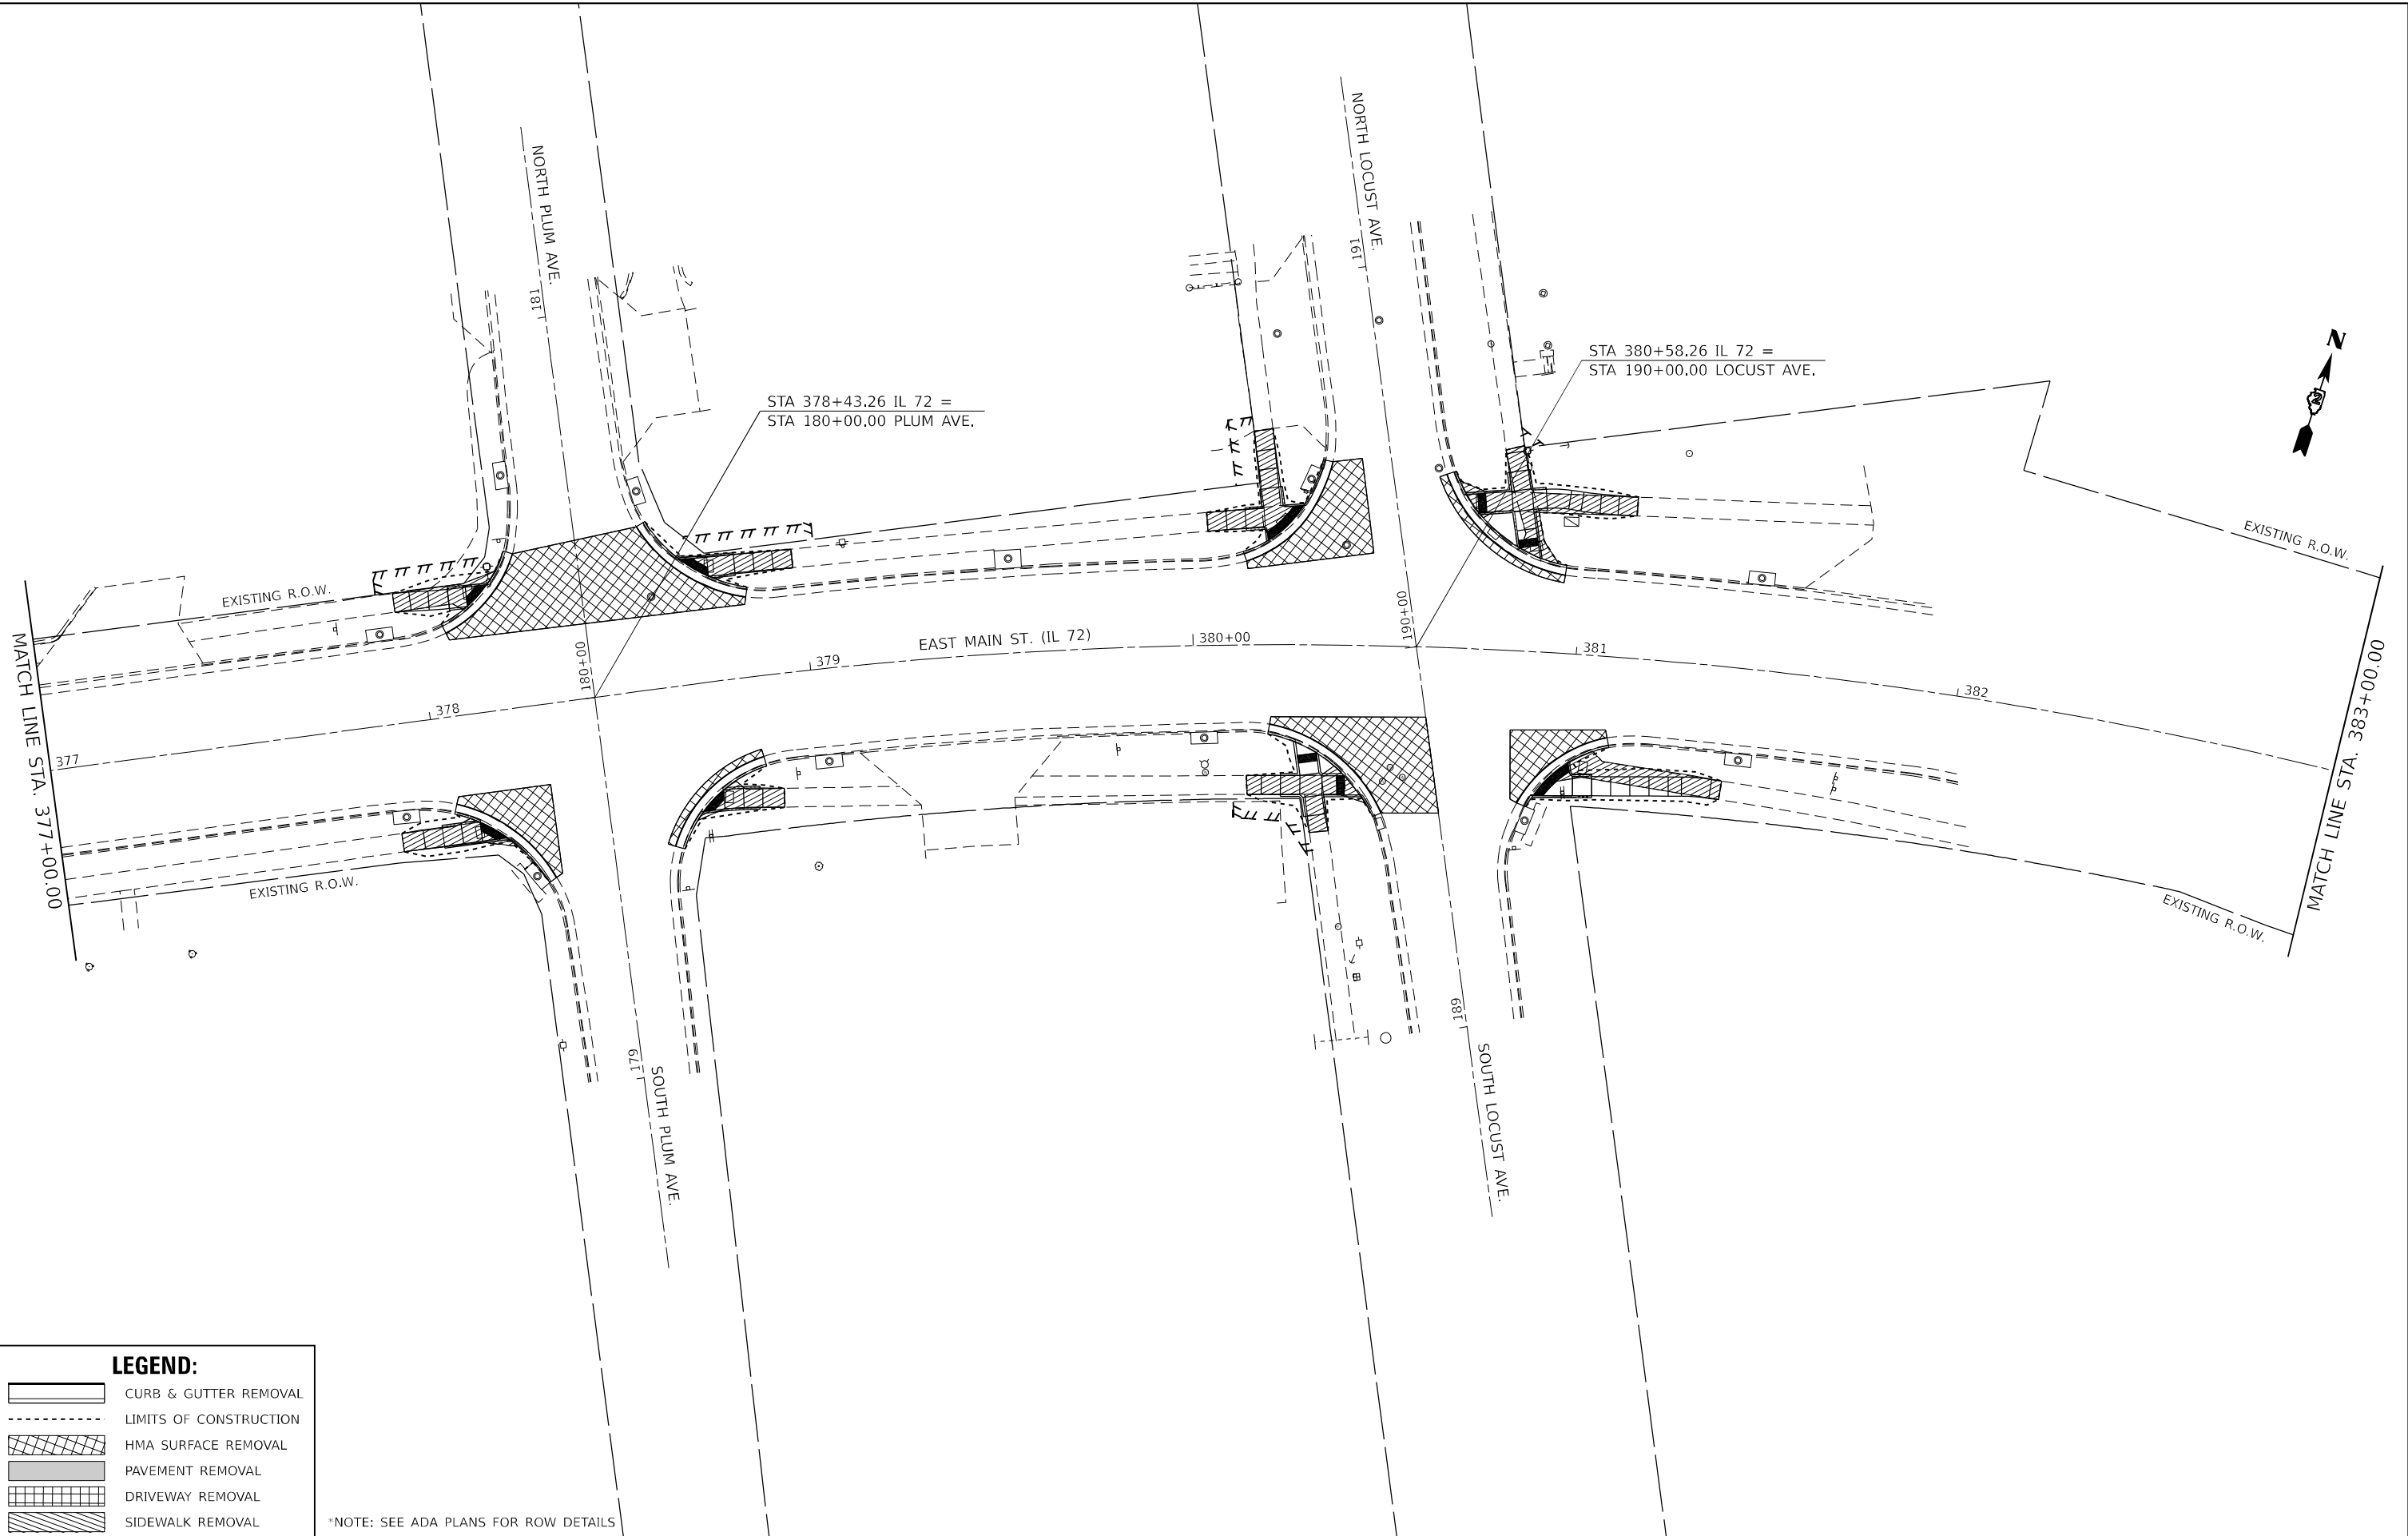 NORTH PLUM AVE.
181
NORTH LOCUST AVE.
191
STA 380+58.26 IL 72 =
STA 190+00.00 LOCUST AVE.
N
STA 378+43.26 IL 72 =
STA 180+00.00 PLUM AVE.
EXISTING R.O.W.
EXISTING R.O.W.
MATCH LINE STA. 377+00.00
180+00
190+00
EAST MAIN ST. (IL 72)
377
378
379
380+00
381
382
MATCH LINE STA. 383+00.00
EXISTING R.O.W.
EXISTING R.O.W.
179
SOUTH PLUM AVE.
189
SOUTH LOCUST AVE.
LEGEND:
CURB & GUTTER REMOVAL
LIMITS OF CONSTRUCTION
HMA SURFACE REMOVAL
PAVEMENT REMOVAL
DRIVEWAY REMOVAL
SIDEWALK REMOVAL
*NOTE: SEE ADA PLANS FOR ROW DETAILS